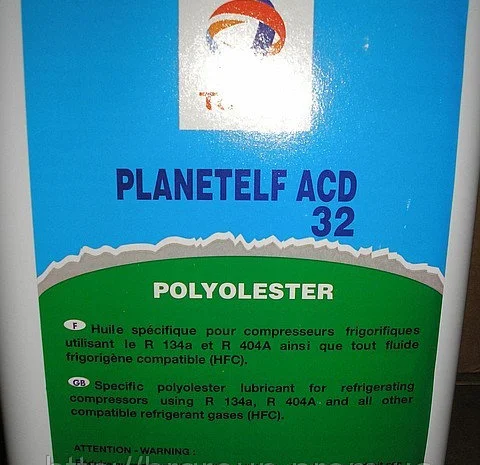 PLANETELF ACD
32
POLYOLESTER
F Huile spécifique pour compresseurs frigorifiques
utilisant le R 134a et R 404A ainsi que tout fluide
frigorigène compatible (HFC).
GB Specific polyolester lubricant for refrigerating
compressors using R 134a, R 404A and all other
compatible refrigerant gases (HFC).
ATTENTION - WARNING :